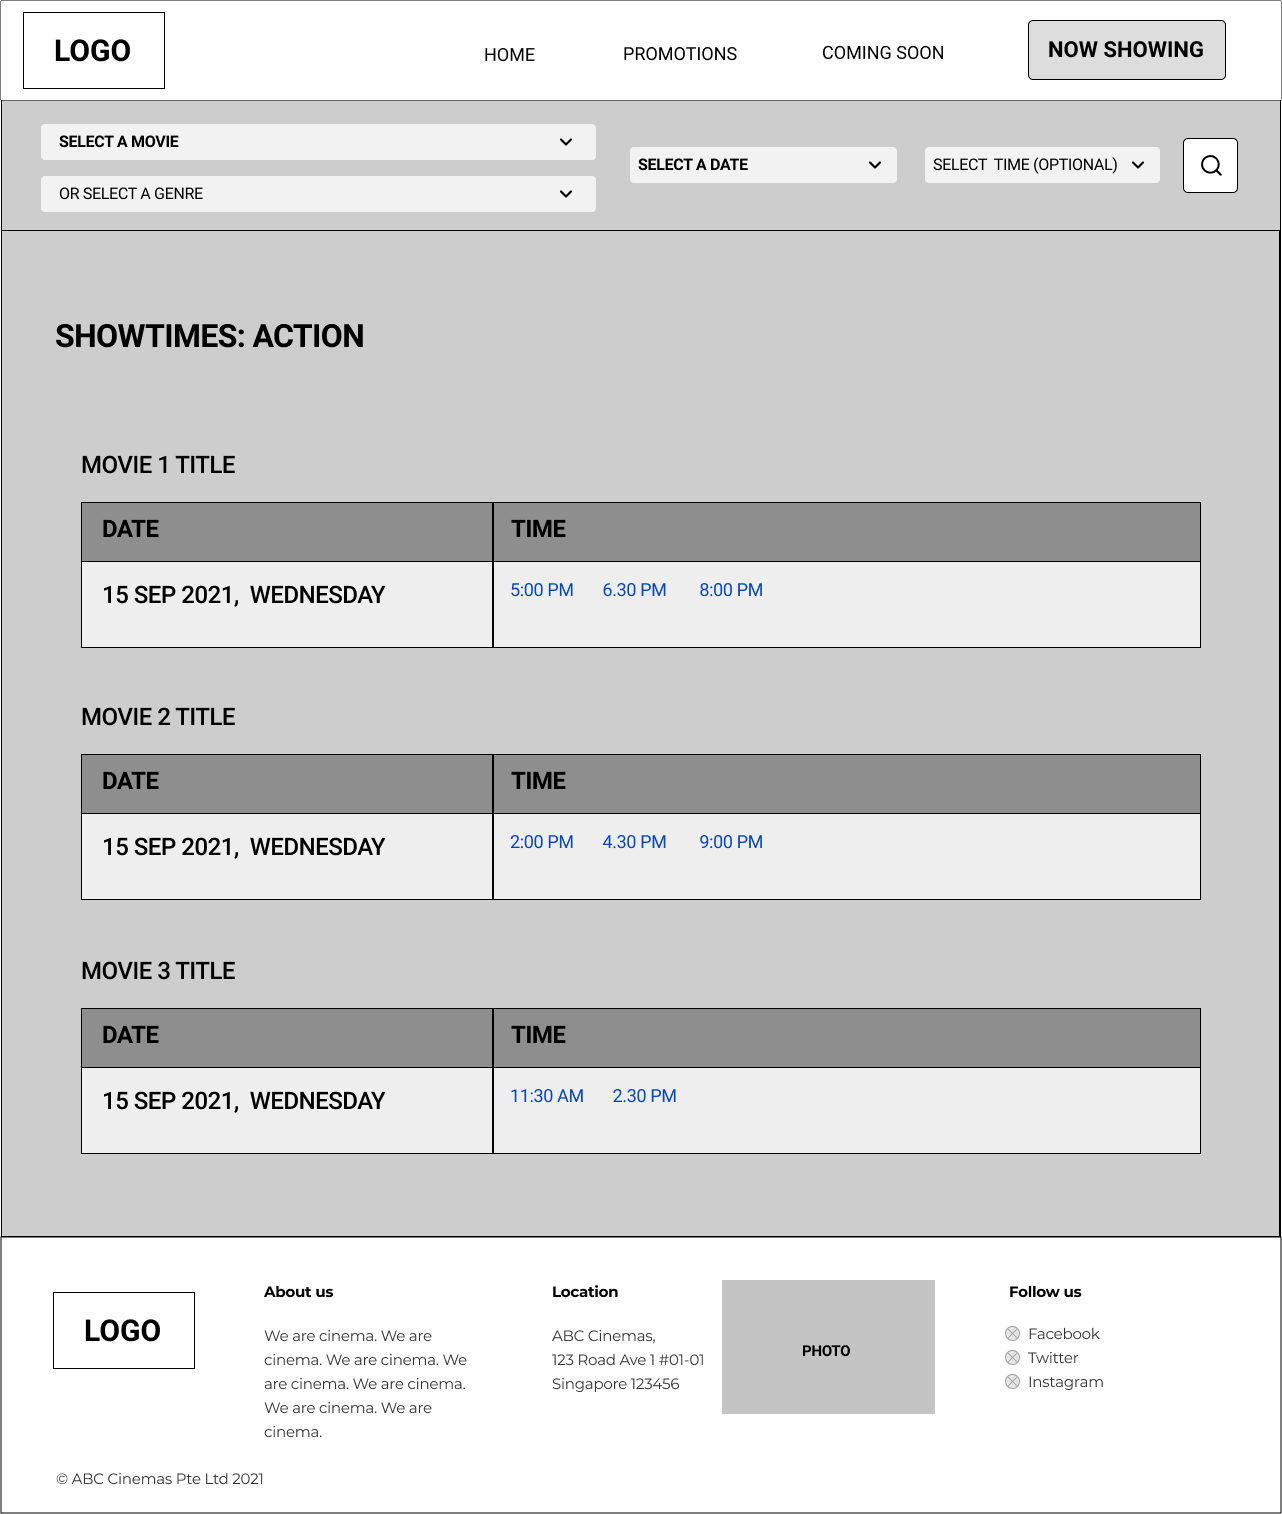 LOGO
HOME
PROMOTIONS
COMING SOON
NOW SHOWING
SELECT A MOVIE
OR SELECT A GENRE
SELECT A DATE
SELECT  TIME (OPTIONAL)
SHOWTIMES: ACTION
MOVIE 1 TITLE
DATE
TIME
15 SEP 2021,  WEDNESDAY
5:00 PM
6.30 PM
8:00 PM
MOVIE 2 TITLE
DATE
TIME
15 SEP 2021,  WEDNESDAY
2:00 PM
4.30 PM
9:00 PM
MOVIE 3 TITLE
DATE
TIME
15 SEP 2021,  WEDNESDAY
11:30 AM
2.30 PM
LOGO
About us
We are cinema. We are
cinema. We are cinema. We
are cinema. We are cinema.
We are cinema. We are
cinema.
Location
ABC Cinemas,
123 Road Ave 1 #01-01
Singapore 123456
PHOTO
Follow us
Facebook
Twitter
Instagram
© ABC Cinemas Pte Ltd 2021